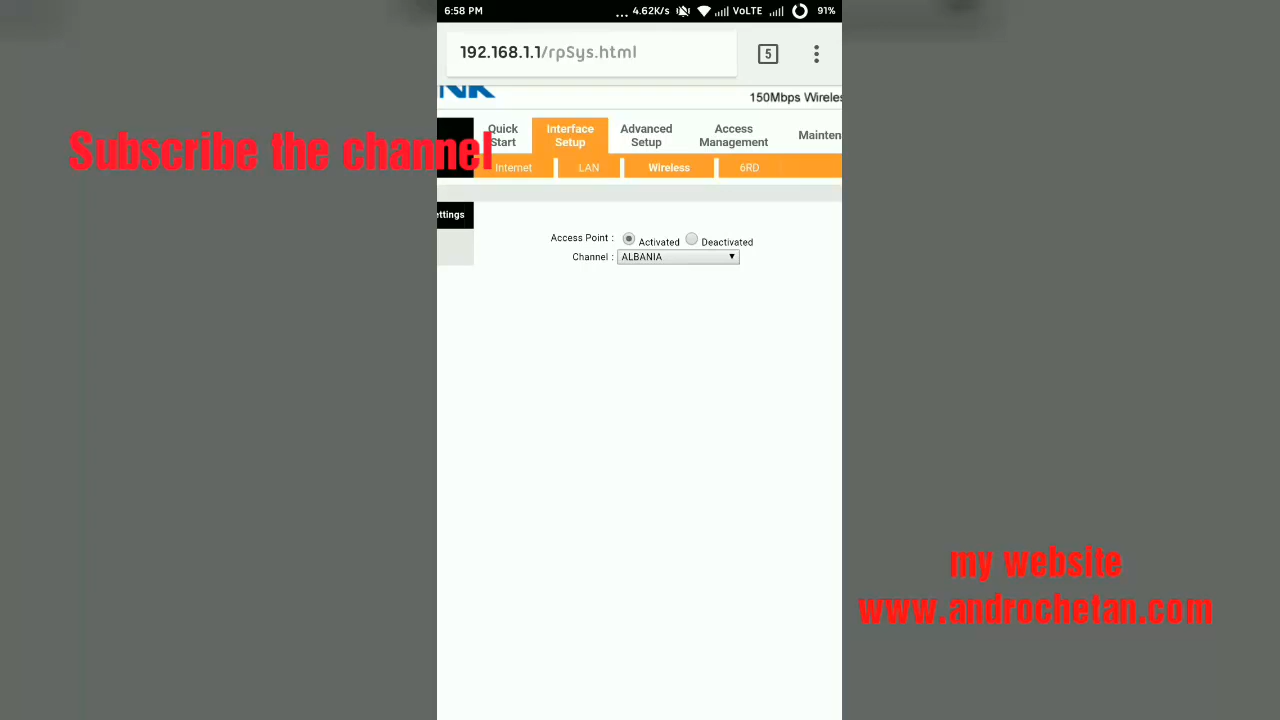 6:58 PM
... 4.62K/s VoLTE 91%
192.168.1.1/rpSys.html
5
NK
150Mbps Wireles
Subscribe the channel
Quick Start
Interface Setup
Advanced Setup
Access Management
Mainten
Internet
LAN
Wireless
6RD
ettings
Access Point : Activated Deactivated
Channel : ALBANIA
my website
www.androchetan.com